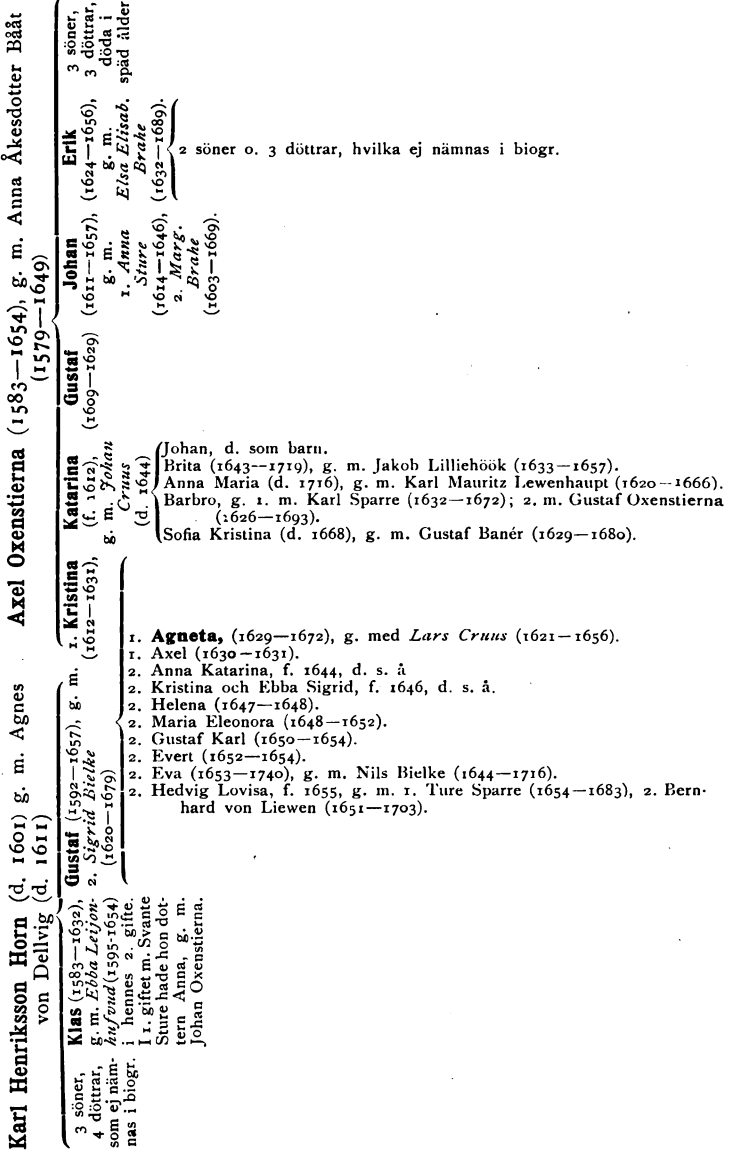 Karl Henriksson Horn (d. 1601) g. m. Agnes
von Dellvig (d. 1611)
Axel Oxenstierna (1583—1654), g. m. Anna Åkesdotter Bååt
(1579—1649)
3 söner,
4 döttrar,
som ej näm-
nas i biogr.
Klas (1583—1632),
g. m. Ebba Leijon-
hufvud (1595-1654)
i hennes 2. gifte.
I 1. giftet m. Svante
Sture hade hon dot-
tern Anna, g. m.
Johan Oxenstierna.
Gustaf (1592—1657), g. m.
2. Sigrid Bielke
(1620—1679)
1. Kristina
(1612—1631),
Katarina
(f. 1612),
g. m. Johan
Cruus
(d. 1644)
Gustaf
(1609—1629)
Johan
(1611—1657),
g. m.
1. Anna
Sture
(1614—1646),
2. Marg.
Brahe
(1603—1669).
Erik
(1624—1656),
g. m.
Elsa Elisab.
Brahe
(1632—1689).
3 söner,
3 döttrar,
döda i
späd ålder
2 söner o. 3 döttrar, hvilka ej nämnas i biogr.
Johan, d. som barn.
Brita (1643--1719), g. m. Jakob Lilliehöök (1633—1657).
Anna Maria (d. 1716), g. m. Karl Mauritz Lewenhaupt (1620—1666).
Barbro, g. 1. m. Karl Sparre (1632—1672); 2. m. Gustaf Oxenstierna
(1626—1693).
Sofia Kristina (d. 1668), g. m. Gustaf Banér (1629—1680).
1. Agneta, (1629—1672), g. med Lars Cruus (1621—1656).
1. Axel (1630—1631).
2. Anna Katarina, f. 1644, d. s. å
2. Kristina och Ebba Sigrid, f. 1646, d. s. å.
2. Helena (1647—1648).
2. Maria Eleonora (1648—1652).
2. Gustaf Karl (1650—1654).
2. Evert (1652—1654).
2. Eva (1653—1740), g. m. Nils Bielke (1644—1716).
2. Hedvig Lovisa, f. 1655, g. m. 1. Ture Sparre (1654—1683), 2. Bern-
hard von Liewen (1651—1703).